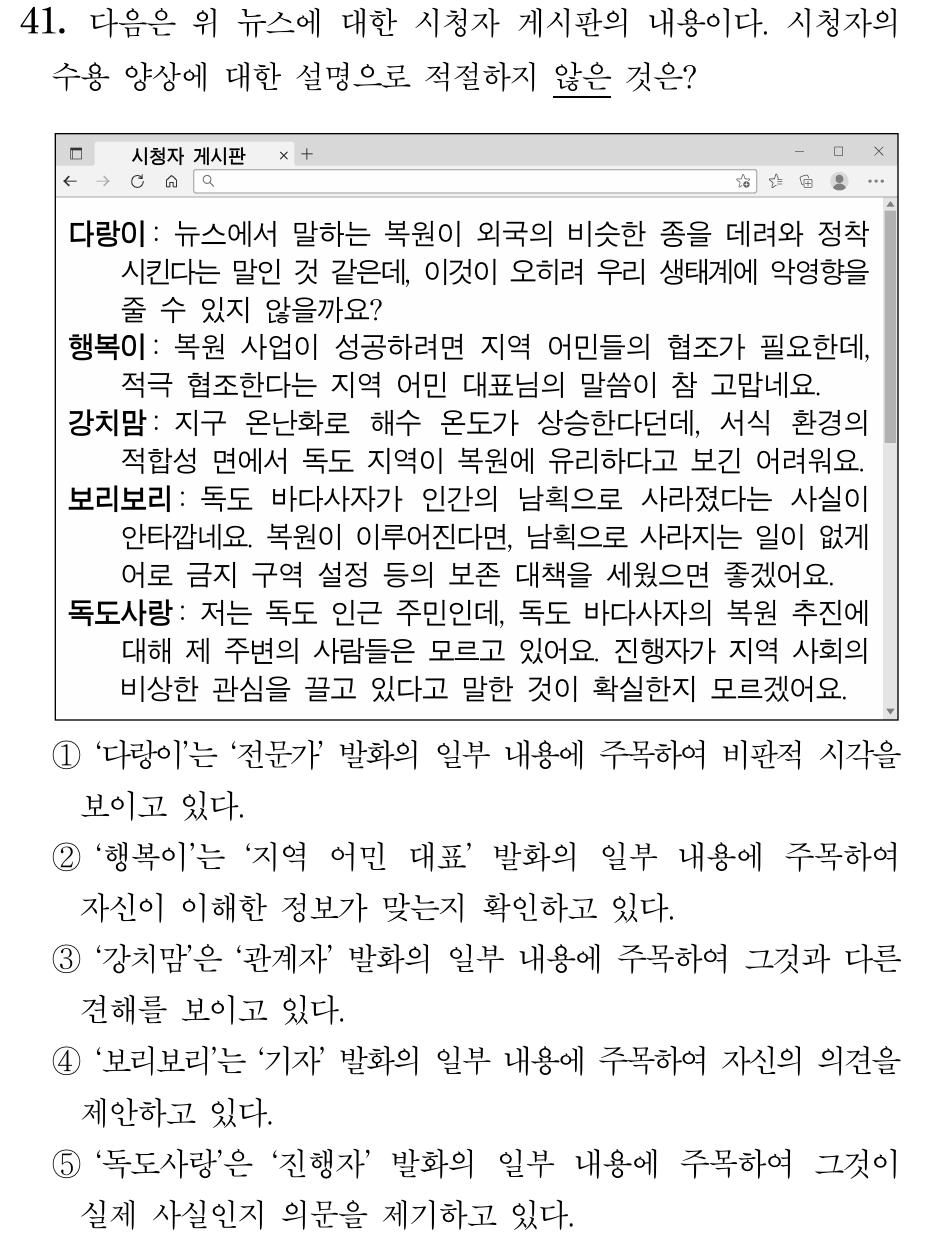 41. 다음은 위 뉴스에 대한 시청자 게시판의 내용이다. 시청자의
수용 양상에 대한 설명으로 적절하지 않은 것은?
시청자 게시판
다랑이 : 뉴스에서 말하는 복원이 외국의 비슷한 종을 데려와 정착
시킨다는 말인 것 같은데, 이것이 오히려 우리 생태계에 악영향을
줄 수 있지 않을까요?
행복이 : 복원 사업이 성공하려면 지역 어민들의 협조가 필요한데,
적극 협조한다는 지역 어민 대표님의 말씀이 참 고맙네요.
강치맘 : 지구 온난화로 해수 온도가 상승한다던데, 서식 환경의
적합성 면에서 독도 지역이 복원에 유리하다고 보긴 어려워요.
보리보리 : 독도 바다사자가 인간의 남획으로 사라졌다는 사실이
안타깝네요. 복원이 이루어진다면, 남획으로 사라지는 일이 없게
어로 금지 구역 설정 등의 보존 대책을 세웠으면 좋겠어요.
독도사랑 : 저는 독도 인근 주민인데, 독도 바다사자의 복원 추진에
대해 제 주변의 사람들은 모르고 있어요. 진행자가 지역 사회의
비상한 관심을 끌고 있다고 말한 것이 확실한지 모르겠어요.
① ‘다랑이’는 ‘전문가’ 발화의 일부 내용에 주목하여 비판적 시각을
보이고 있다.
② ‘행복이’는 ‘지역 어민 대표’ 발화의 일부 내용에 주목하여
자신이 이해한 정보가 맞는지 확인하고 있다.
③ ‘강치맘’은 ‘관계자’ 발화의 일부 내용에 주목하여 그것과 다른
견해를 보이고 있다.
④ ‘보리보리’는 ‘기자’ 발화의 일부 내용에 주목하여 자신의 의견을
제안하고 있다.
⑤ ‘독도사랑’은 ‘진행자’ 발화의 일부 내용에 주목하여 그것이
실제 사실인지 의문을 제기하고 있다.